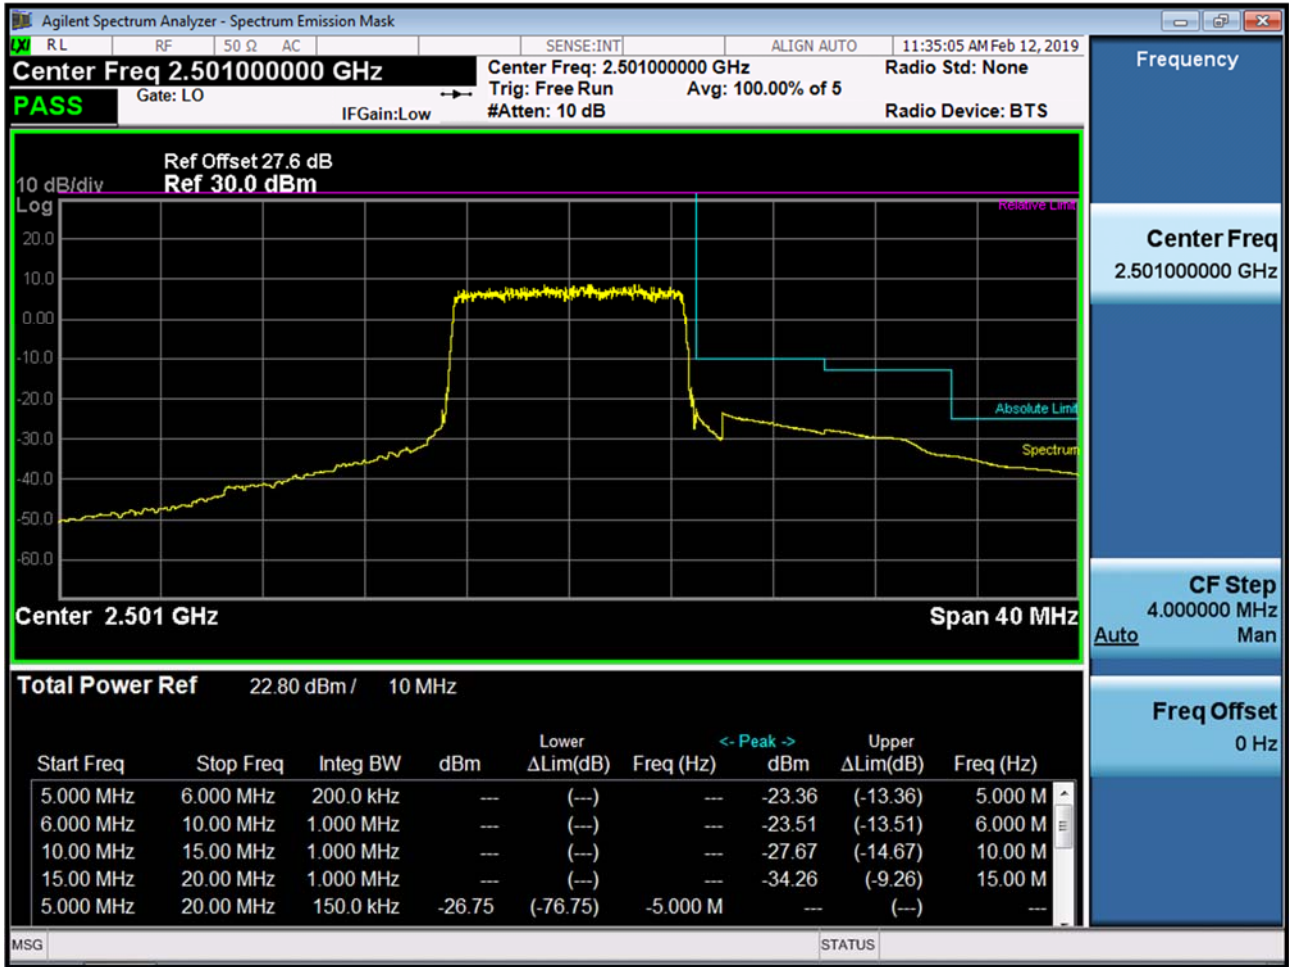 Agilent Spectrum Analyzer - Spectrum Emission Mask
LXI RL RF 50 Ω AC SENSE:INT ALIGN AUTO 11:35:05 AM Feb 12, 2019
Center Freq 2.501000000 GHz
Center Freq: 2.501000000 GHz Radio Std: None
PASS Gate: LO Trig: Free Run Avg: 100.00% of 5
IFGain:Low #Atten: 10 dB Radio Device: BTS
Ref Offset 27.6 dB
10 dB/div Ref 30.0 dBm
Log
Relative Limit
20.0
10.0
0.00
-10.0
-20.0
Absolute Limit
-30.0
Spectrum
-40.0
-50.0
-60.0
Center 2.501 GHz Span 40 MHz
Total Power Ref 22.80 dBm / 10 MHz
Lower <- Peak -> Upper
Start Freq Stop Freq Integ BW dBm ΔLim(dB) Freq (Hz) dBm ΔLim(dB) Freq (Hz)
5.000 MHz 6.000 MHz 200.0 kHz --- (---) --- -23.36 (-13.36) 5.000 M
6.000 MHz 10.00 MHz 1.000 MHz --- (---) --- -23.51 (-13.51) 6.000 M
10.00 MHz 15.00 MHz 1.000 MHz --- (---) --- -27.67 (-14.67) 10.00 M
15.00 MHz 20.00 MHz 1.000 MHz --- (---) --- -34.26 (-9.26) 15.00 M
5.000 MHz 20.00 MHz 150.0 kHz -26.75 (-76.75) -5.000 M --- (---) ---
MSG STATUS
Frequency
Center Freq
2.501000000 GHz
CF Step
4.000000 MHz
Auto Man
Freq Offset
0 Hz